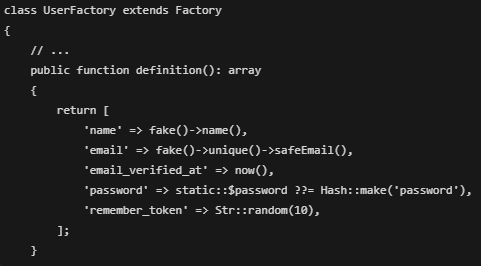 class UserFactory extends Factory
{
    // ...
    public function definition(): array
    {
        return [
            'name' => fake()->name(),
            'email' => fake()->unique()->safeEmail(),
            'email_verified_at' => now(),
            'password' => static::$password ??= Hash::make('password'),
            'remember_token' => Str::random(10),
        ];
    }